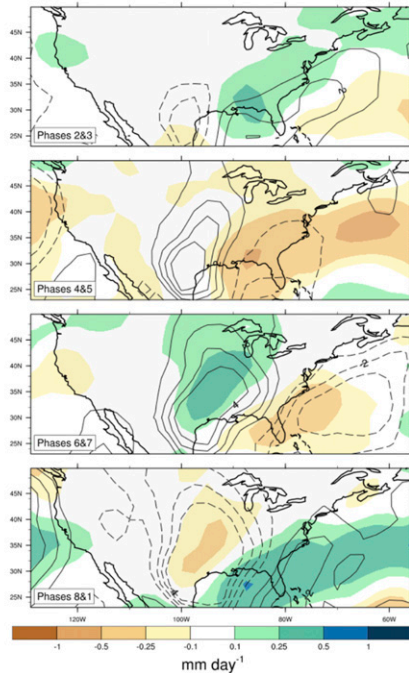 45N
40N
35N
30N
25N
Phases 2&3
45N
40N
35N
30N
25N
Phases 4&5
45N
40N
35N
30N
25N
Phases 6&7
45N
40N
35N
30N
25N
Phases 8&1
120W 100W 80W 60W
-1 -0.5 -0.25 -0.1 0.1 0.25 0.5 1
mm day-1